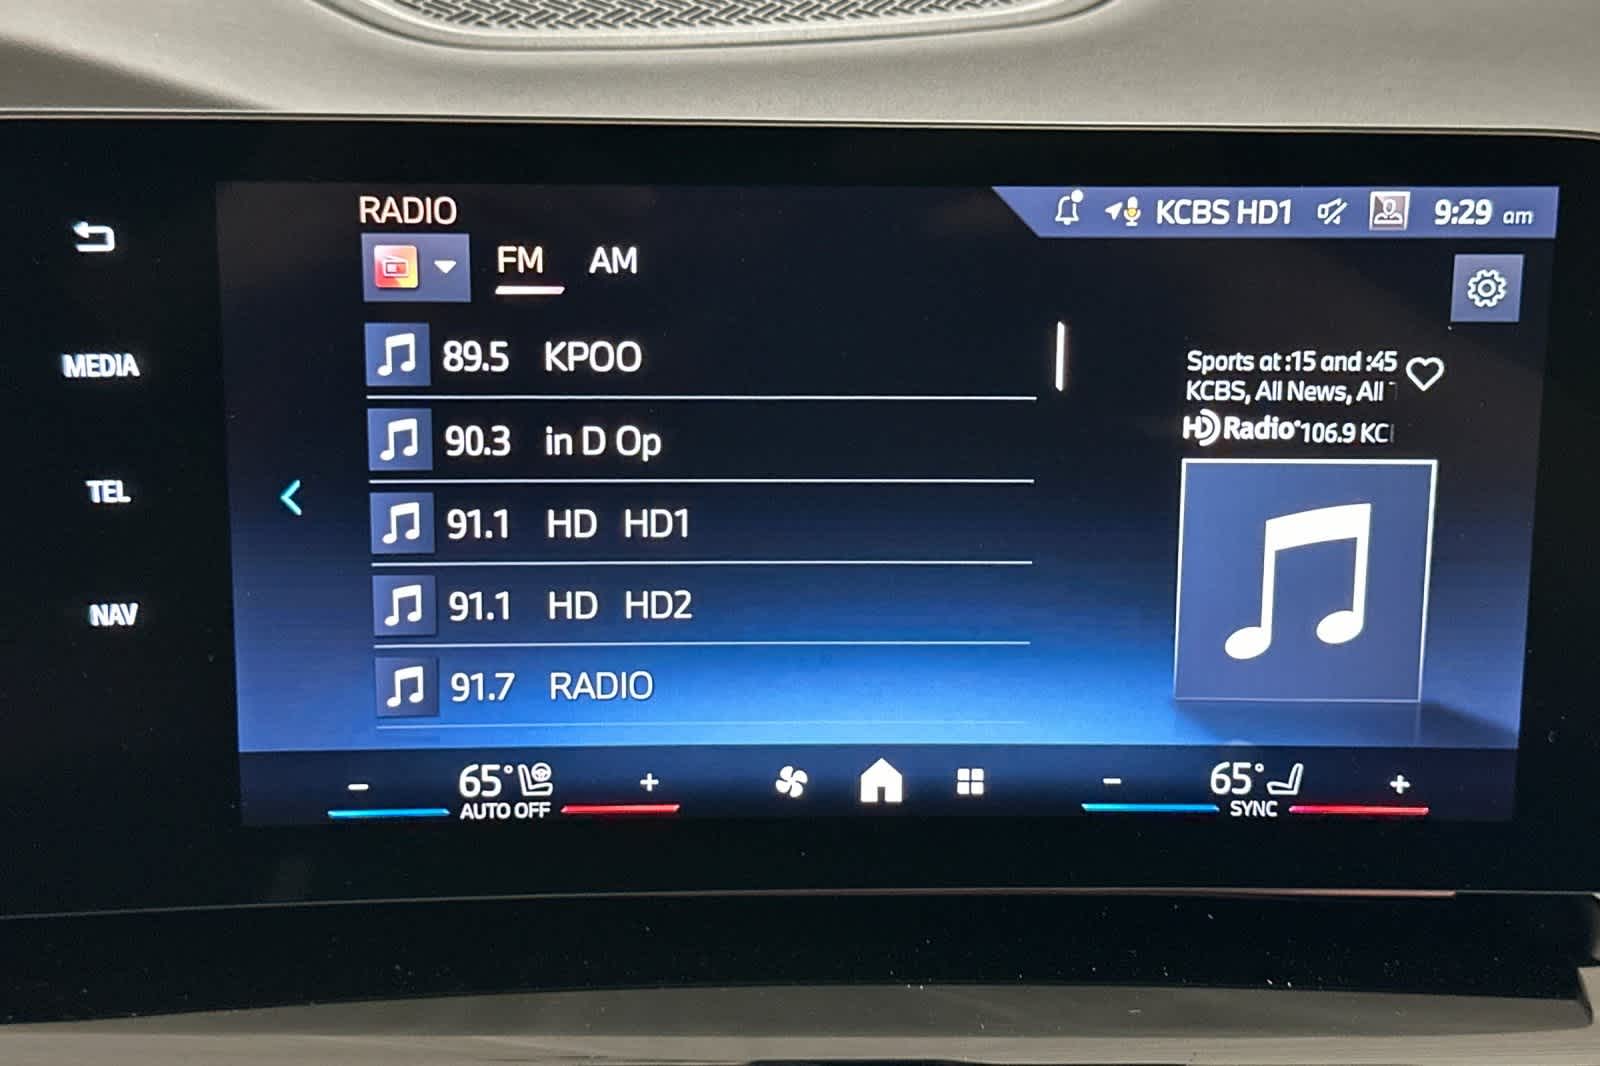 RADIO
KCBS HD1 9:29 am
FM AM
MEDIA
TEL
NAV
89.5 KPOO
90.3 in D Op
91.1 HD HD1
91.1 HD HD2
91.7 RADIO
Sports at :15 and :45
KCBS, All News, All
HD Radio 106.9 KC
- 65° +
AUTO OFF
- 65° +
SYNC